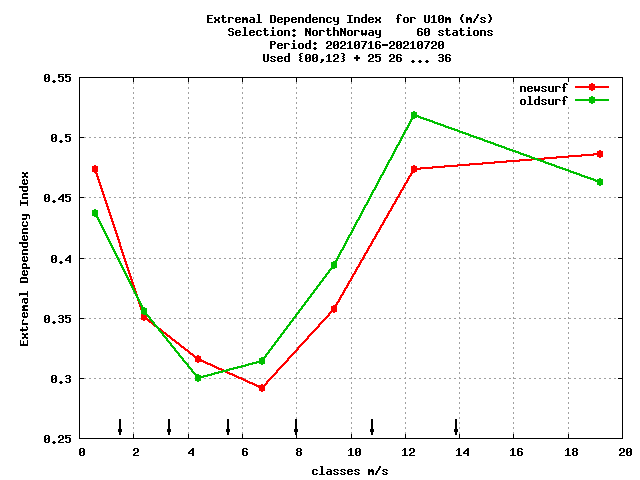 Extremal Dependency Index  for U10m (m/s)
Selection: NorthNorway     60 stations
Period: 20210716-20210720
Used {00,12} + 25 26 ... 36
newsurf
oldsurf
Extremal Dependency Index
0.55
0.5
0.45
0.4
0.35
0.3
0.25
0 2 4 6 8 10 12 14 16 18 20
classes m/s